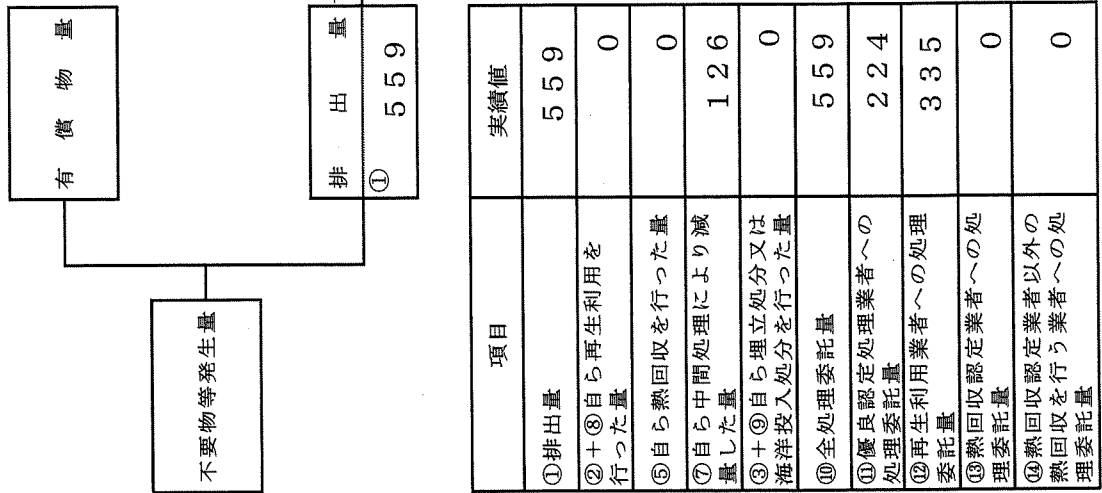 有償物量
不要物等発生量
排出量
①
559
項目
実績値
①排出量
559
②+⑧自ら再生利用を
行った量
0
⑤自ら熱回収を行った量
0
⑦自ら中間処理により減
量した量
126
③+⑨自ら埋立処分又は
海洋投入処分を行った量
0
⑩全処理委託量
559
⑪優良認定処理業者への
処理委託量
224
⑫再生利用業者への処理
委託量
335
⑬熱回収認定業者への処
理委託量
0
⑭熱回収認定業者以外の
熱回収を行う業者への処
理委託量
0